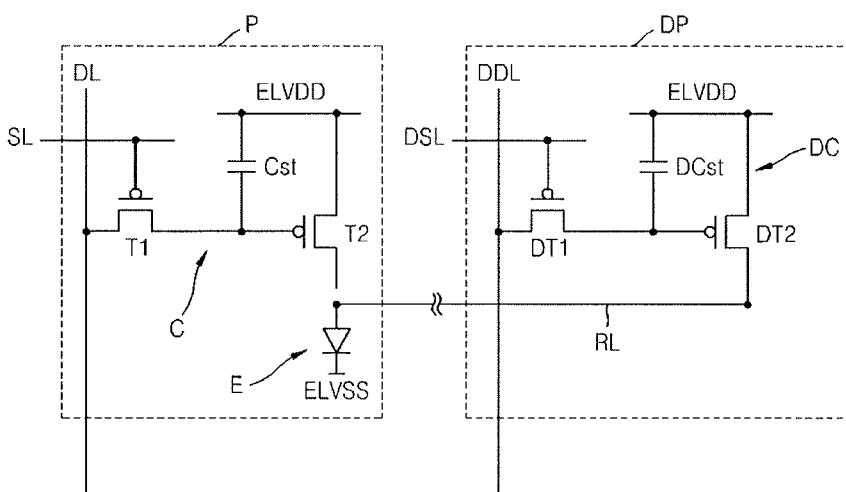 P
DP
DL
DDL
ELVDD
ELVDD
SL
DSL
DC
Cst
DCst
T1
T2
DT1
DT2
C
RL
E
ELVSS